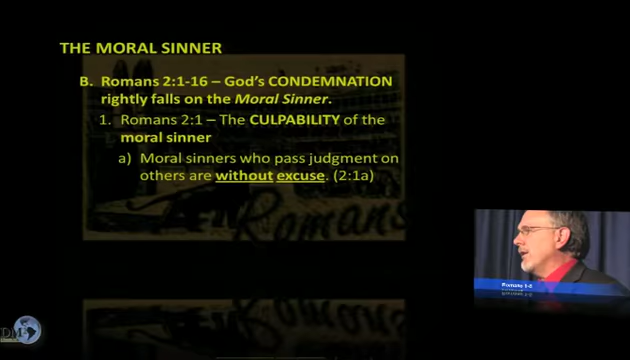 THE MORAL SINNER
B. Romans 2:1-16 – God's CONDEMNATION
rightly falls on the Moral Sinner.
1. Romans 2:1 – The CULPABILITY of the
moral sinner
a) Moral sinners who pass judgment on
others are without excuse. (2:1a)
Romans
Romans